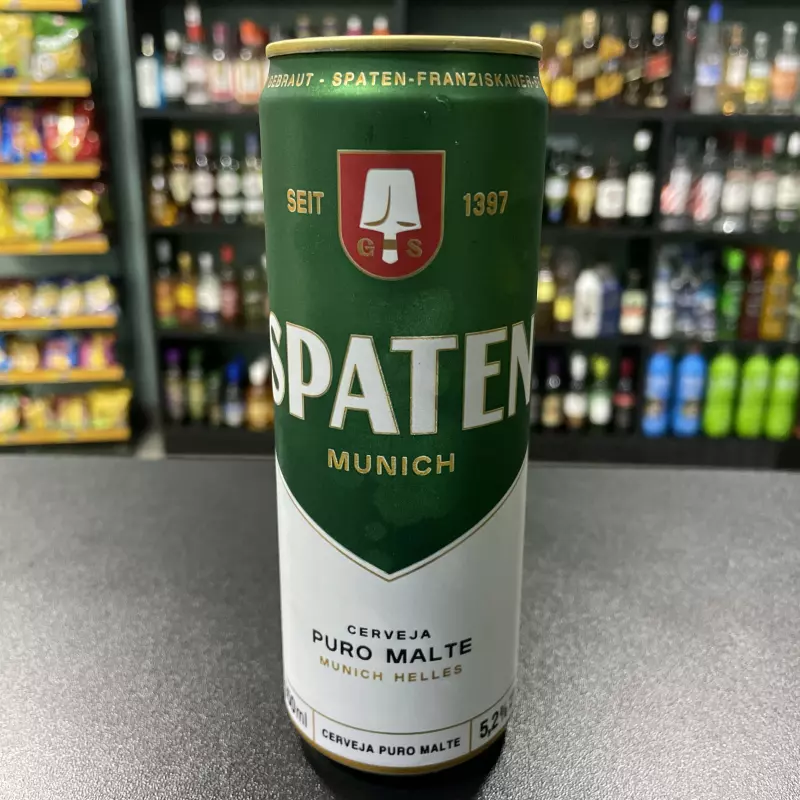 GEBRAUT - SPATEN-FRANZISKANER-
SEIT 1397
G S
SPATEN
MUNICH
CERVEJA
PURO MALTE
MUNICH HELLES
CERVEJA PURO MALTE
5,2%